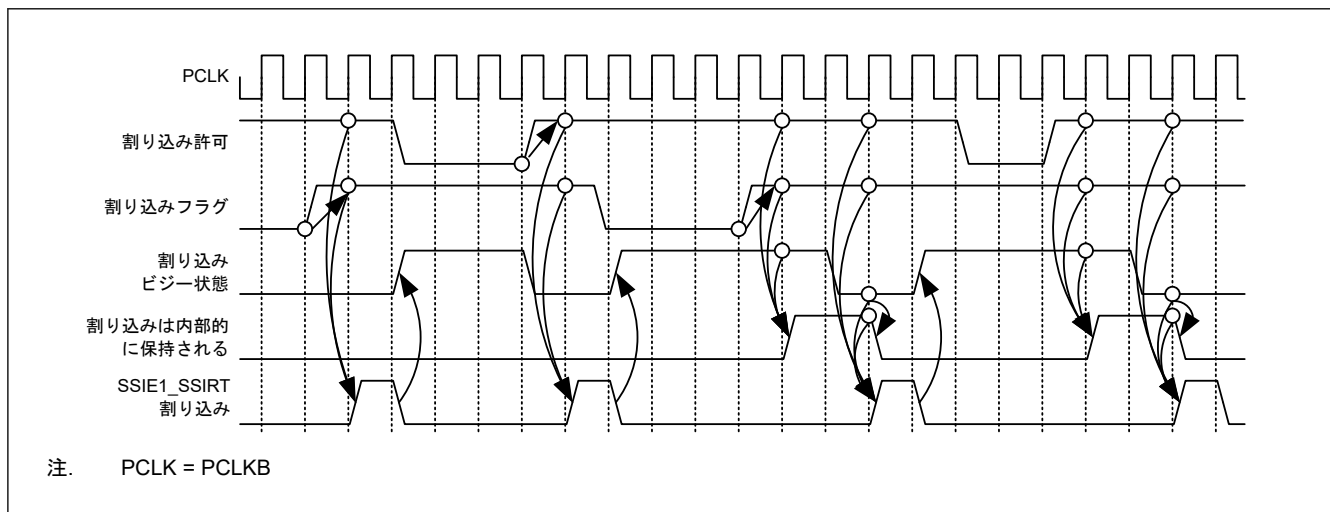 PCLK
割り込み許可
割り込みフラグ
割り込み
ビジー状態
割り込みは内部的
に保持される
SSIE1_SSIRT
割り込み
注. PCLK = PCLKB